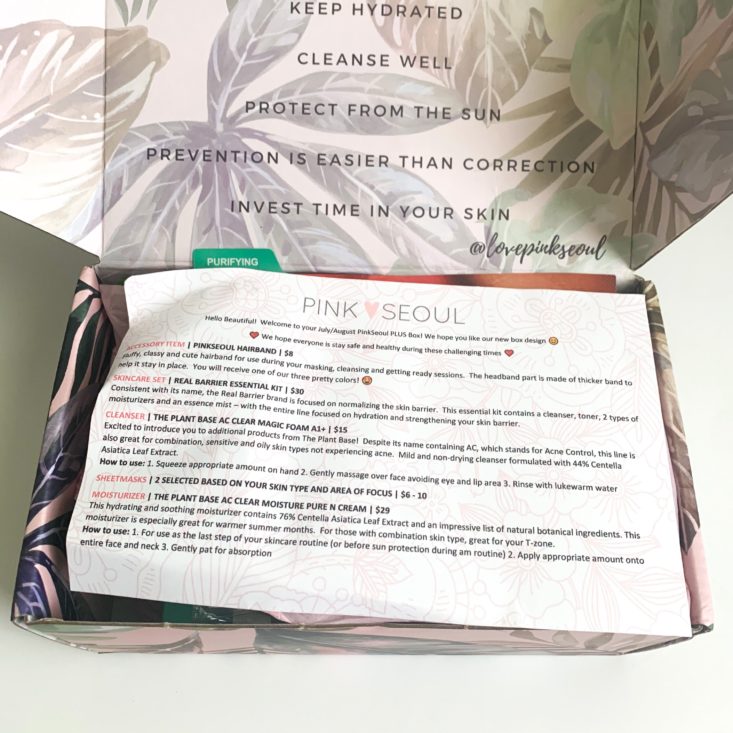 KEEP HYDRATED
CLEANSE WELL
PROTECT FROM THE SUN
PREVENTION IS EASIER THAN CORRECTION
INVEST TIME IN YOUR SKIN
@lovepinkseoul
PURIFYING
PINK SEOUL
Hello Beautiful! Welcome to your July/August PinkSeoul PLUS Box! We hope you like our new box design 😊
❤ We hope everyone is stay safe and healthy during these challenging times ❤
ACCESSORY ITEM | PINKSEOUL HAIRBAND | $8
Fluffy, classy and cute hairband for use during your masking, cleansing and getting ready sessions. The headband part is made of thicker band to
help it stay in place. You will receive one of our three pretty colors!
SKINCARE SET | REAL BARRIER ESSENTIAL KIT | $30
Consistent with its name, the Real Barrier brand is focused on normalizing the skin barrier. This essential kit contains a cleanser, toner, 2 types of
moisturizers and an essence mist – with the entire line focused on hydration and strengthening your skin barrier.
CLEANSER | THE PLANT BASE AC CLEAR MAGIC FOAM A1+ | $15
Excited to introduce you to additional products from The Plant Base! Despite its name containing AC, which stands for Acne Control, this line is
also great for combination, sensitive and oily skin types not experiencing acne. Mild and non-drying cleanser formulated with 44% Centella
Asiatica Leaf Extract.
How to use: 1. Squeeze appropriate amount on hand 2. Gently massage over face avoiding eye and lip area 3. Rinse with lukewarm water
SHEETMASKS | 2 SELECTED BASED ON YOUR SKIN TYPE AND AREA OF FOCUS | $6 - 10
MOISTURIZER | THE PLANT BASE AC CLEAR MOISTURE PURE N CREAM | $29
This hydrating and soothing moisturizer contains 76% Centella Asiatica Leaf Extract and an impressive list of natural botanical ingredients. This
moisturizer is especially great for warmer summer months. For those with combination skin type, great for your T-zone.
How to use: 1. For use as the last step of your skincare routine (or before sun protection during am routine) 2. Apply appropriate amount onto
entire face and neck 3. Gently pat for absorption